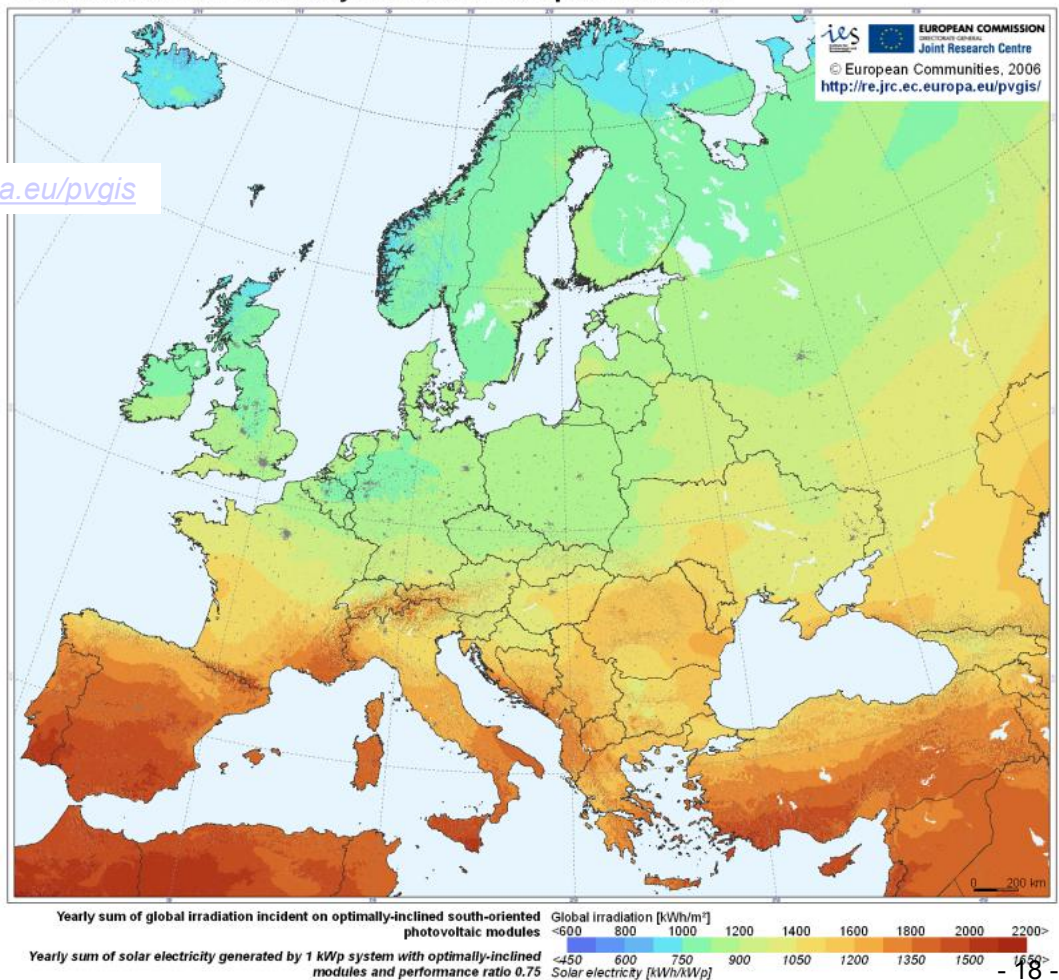 ies
EUROPEAN COMMISSION
DIRECTORATE-GENERAL
Joint Research Centre
© European Communities, 2006
http://re.jrc.ec.europa.eu/pvgis/
a.eu/pvgis
0 200 km
Yearly sum of global irradiation incident on optimally-inclined south-oriented
photovoltaic modules
Global irradiation [kWh/m²]
<600 800 1000 1200 1400 1600 1800 2000 2200>
Yearly sum of solar electricity generated by 1 kWp system with optimally-inclined
modules and performance ratio 0.75
<450 600 750 900 1050 1200 1350 1500 1650>
Solar electricity [kWh/kWp]
- 18